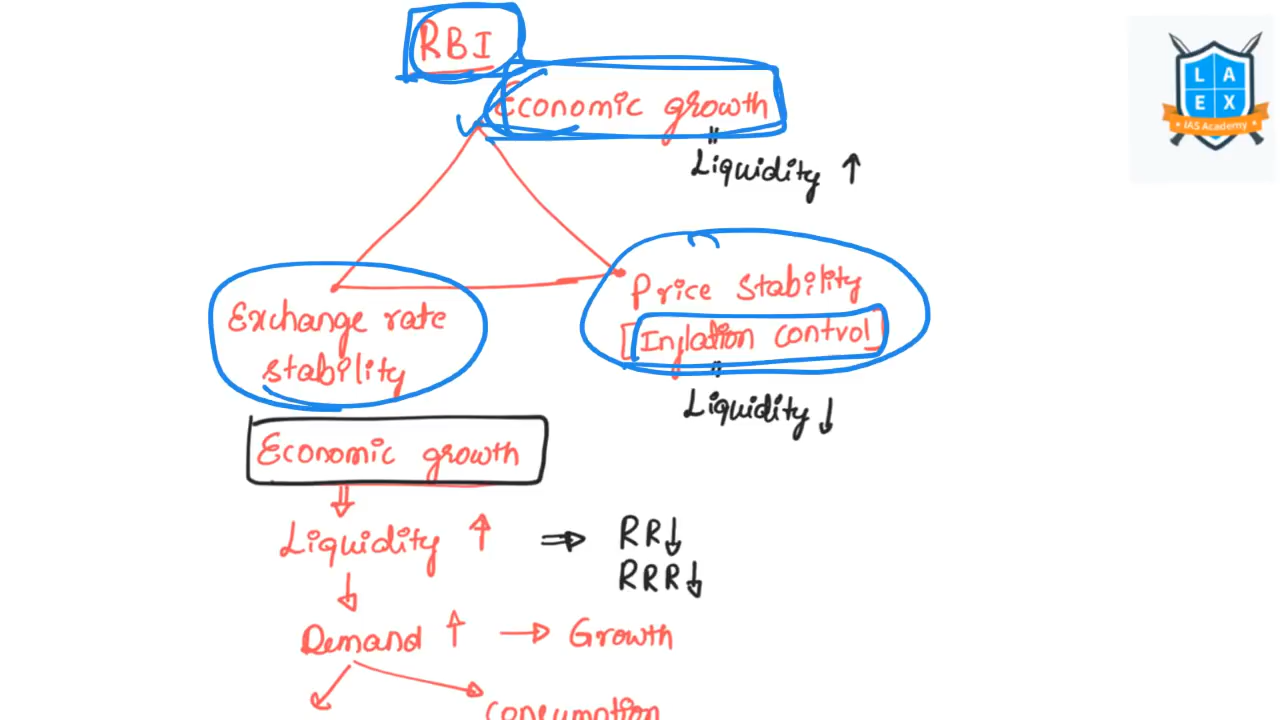 RBI
Economic growth
Liquidity ↑
Exchange rate
stability
Price stability
[Inflation control]
Liquidity ↓
Economic growth
Liquidity ↑ ⇒ RR↓
RRR↓
Demand ↑ → Growth
Consumption
L A
E X
IAS Academy